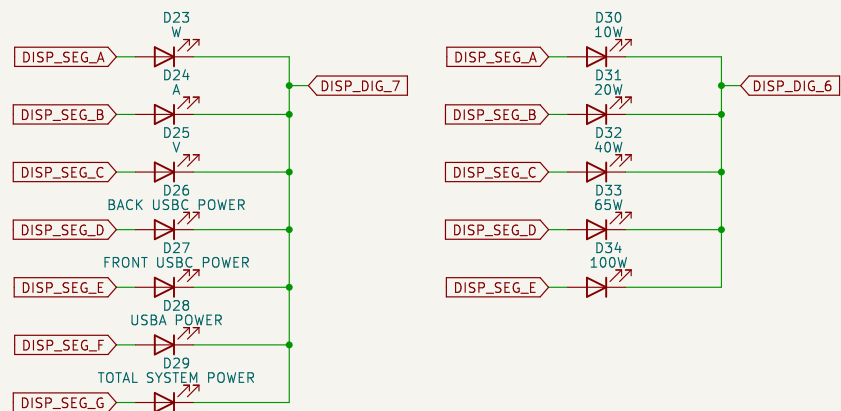 D23
W
DISP_SEG_A
D24
A
DISP_DIG_7
DISP_SEG_B
D25
V
DISP_SEG_C
D26
BACK USBC POWER
DISP_SEG_D
D27
FRONT USBC POWER
DISP_SEG_E
D28
USBA POWER
DISP_SEG_F
D29
TOTAL SYSTEM POWER
DISP_SEG_G
D30
10W
DISP_SEG_A
D31
20W
DISP_DIG_6
DISP_SEG_B
D32
40W
DISP_SEG_C
D33
65W
DISP_SEG_D
D34
100W
DISP_SEG_E